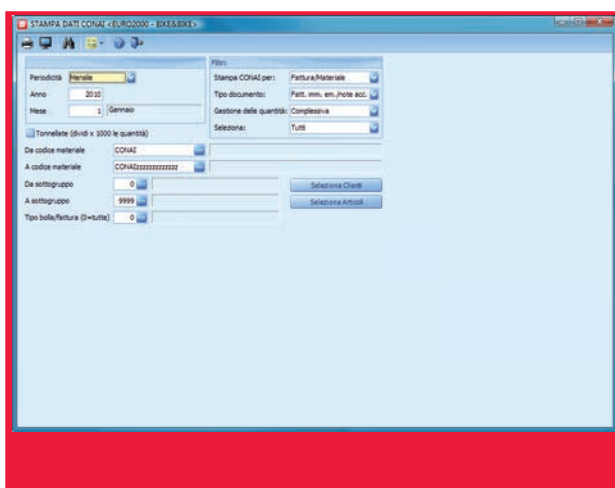 STAMPA DATI CONAI <EURO2000 - BIKE&BIKE>
Periodicità Mensile
Anno 2010
Mese 1 Gennaio
Tonnellate (dividi x 1000 le quantità)
Filtri:
Stampa CONAI per: Fattura/Materiale
Tipo documento: Fatt. imm. em./note acc.
Gestione delle quantità: Complessiva
Seleziona: Tutti
Da codice materiale CONAI
A codice materiale CONAIzzzzzzzzzzzzz
Da sottogruppo 0
A sottogruppo 9999
Tipo bolla/fattura (0=tutte) 0
Seleziona Clienti
Seleziona Articoli